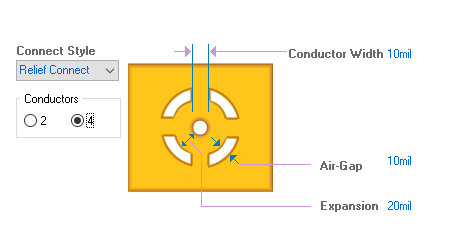 Connect Style
Relief Connect
Conductors
2
4
Conductor Width 10mil
Air-Gap 10mil
Expansion 20mil